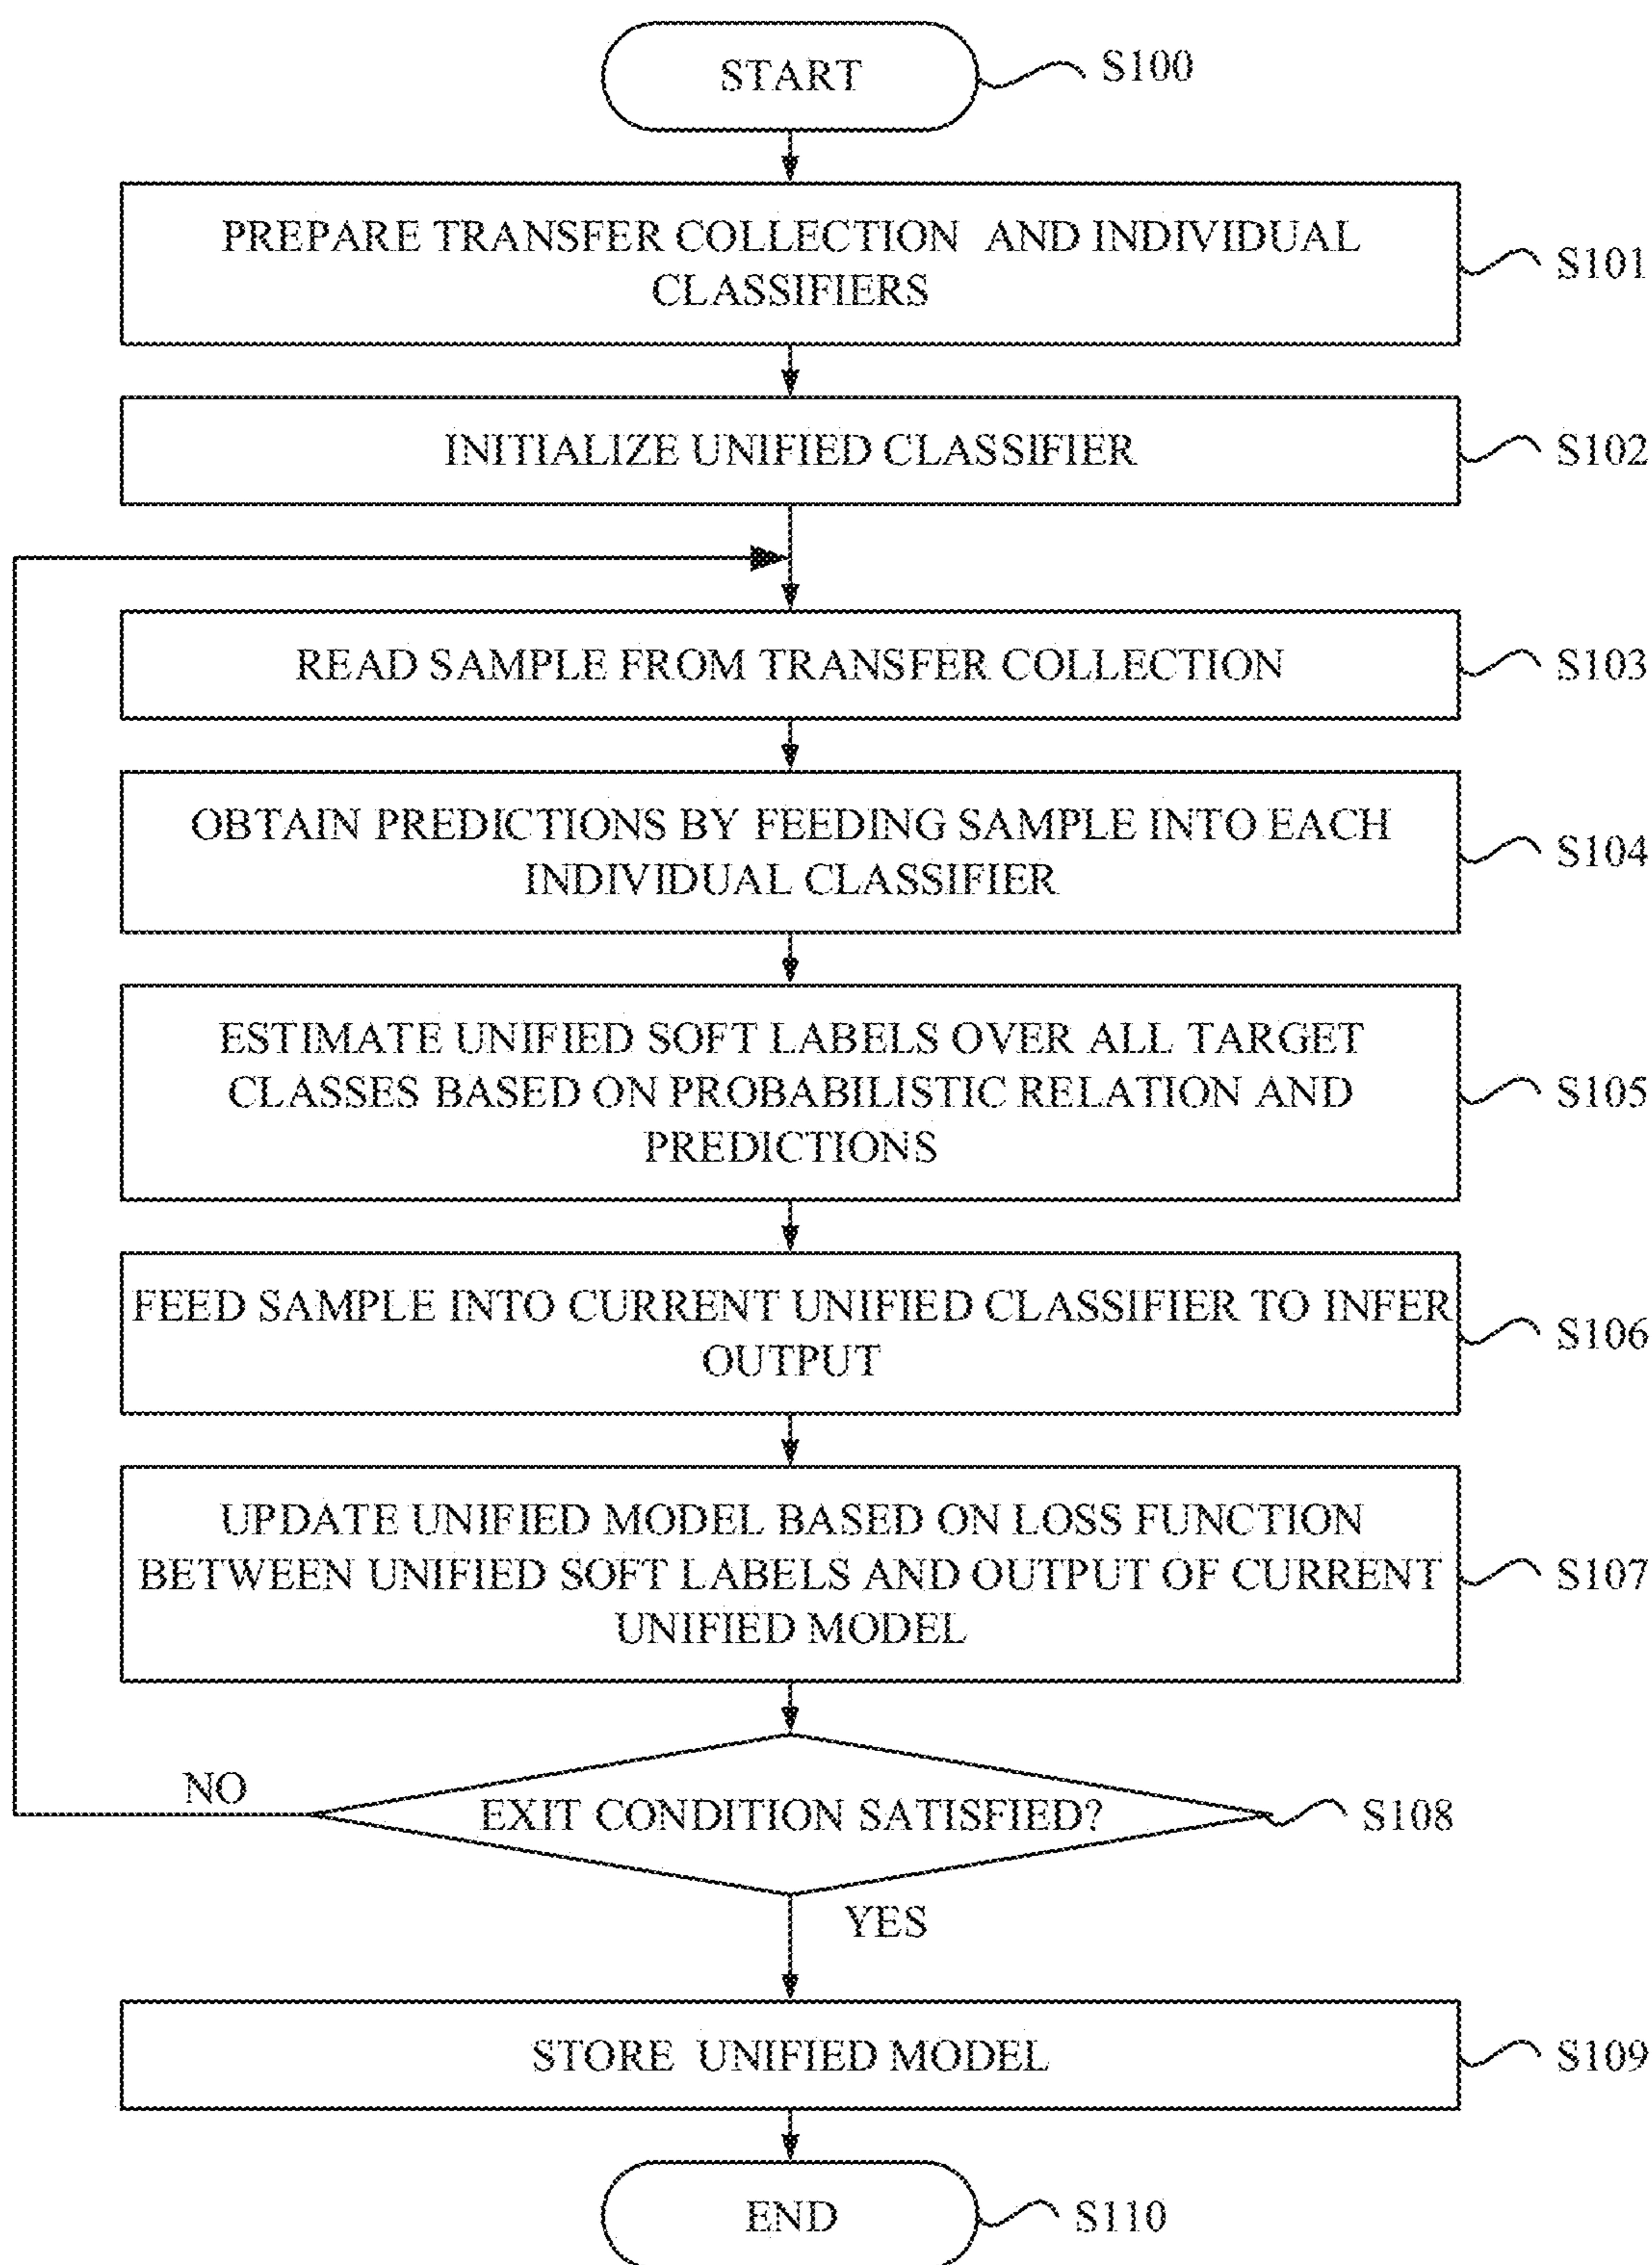 START
S100
PREPARE TRANSFER COLLECTION AND INDIVIDUAL
CLASSIFIERS
S101
INITIALIZE UNIFIED CLASSIFIER
S102
READ SAMPLE FROM TRANSFER COLLECTION
S103
OBTAIN PREDICTIONS BY FEEDING SAMPLE INTO EACH
INDIVIDUAL CLASSIFIER
S104
ESTIMATE UNIFIED SOFT LABELS OVER ALL TARGET
CLASSES BASED ON PROBABILISTIC RELATION AND
PREDICTIONS
S105
FEED SAMPLE INTO CURRENT UNIFIED CLASSIFIER TO INFER
OUTPUT
S106
UPDATE UNIFIED MODEL BASED ON LOSS FUNCTION
BETWEEN UNIFIED SOFT LABELS AND OUTPUT OF CURRENT
UNIFIED MODEL
S107
NO
EXIT CONDITION SATISFIED?
S108
YES
STORE UNIFIED MODEL
S109
END
S110